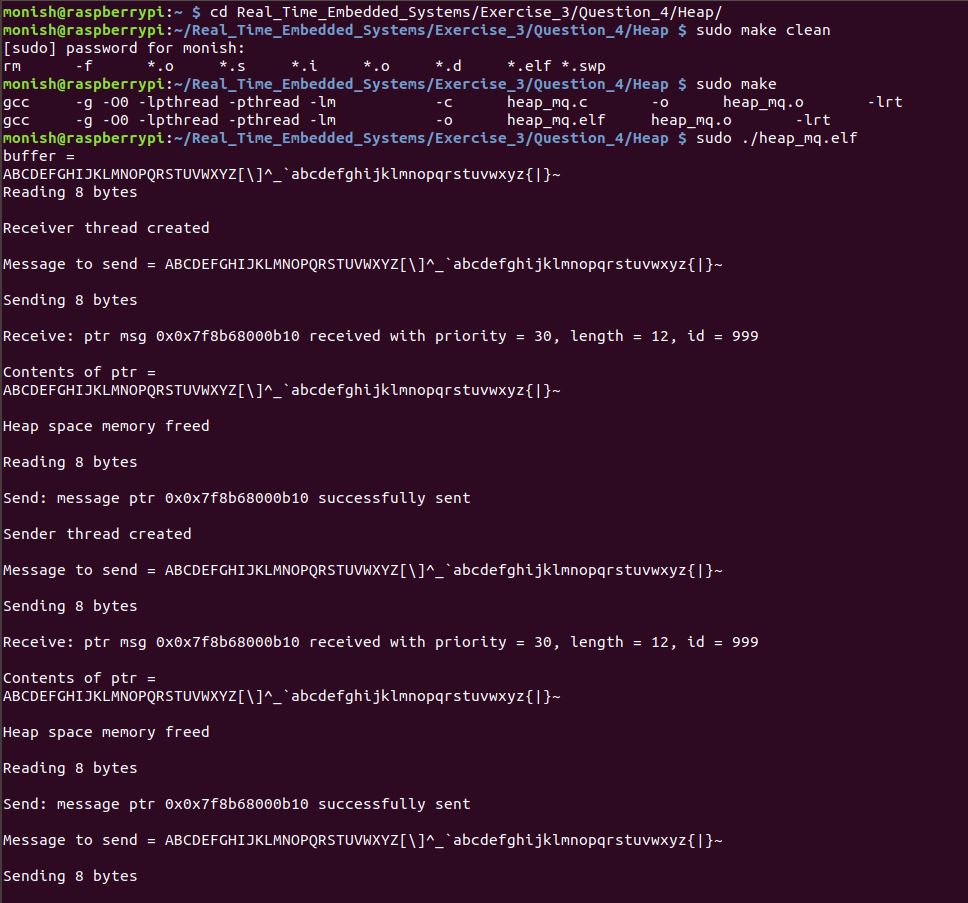 monish@raspberrypi:~ $ cd Real_Time_Embedded_Systems/Exercise_3/Question_4/Heap/
monish@raspberrypi:~/Real_Time_Embedded_Systems/Exercise_3/Question_4/Heap $ sudo make clean
[sudo] password for monish:
rm      -f      *.o     *.s     *.i     *.o     *.d     *.elf *.swp
monish@raspberrypi:~/Real_Time_Embedded_Systems/Exercise_3/Question_4/Heap $ sudo make
gcc     -g -O0 -lpthread -pthread -lm           -c      heap_mq.c       -o      heap_mq.o       -lrt
gcc     -g -O0 -lpthread -pthread -lm           -o      heap_mq.elf     heap_mq.o       -lrt
monish@raspberrypi:~/Real_Time_Embedded_Systems/Exercise_3/Question_4/Heap $ sudo ./heap_mq.elf
buffer =
ABCDEFGHIJKLMNOPQRSTUVWXYZ[\]^_`abcdefghijklmnopqrstuvwxyz{|}~
Reading 8 bytes
Receiver thread created
Message to send = ABCDEFGHIJKLMNOPQRSTUVWXYZ[\]^_`abcdefghijklmnopqrstuvwxyz{|}~
Sending 8 bytes
Receive: ptr msg 0x0x7f8b68000b10 received with priority = 30, length = 12, id = 999
Contents of ptr =
ABCDEFGHIJKLMNOPQRSTUVWXYZ[\]^_`abcdefghijklmnopqrstuvwxyz{|}~
Heap space memory freed
Reading 8 bytes
Send: message ptr 0x0x7f8b68000b10 successfully sent
Sender thread created
Message to send = ABCDEFGHIJKLMNOPQRSTUVWXYZ[\]^_`abcdefghijklmnopqrstuvwxyz{|}~
Sending 8 bytes
Receive: ptr msg 0x0x7f8b68000b10 received with priority = 30, length = 12, id = 999
Contents of ptr =
ABCDEFGHIJKLMNOPQRSTUVWXYZ[\]^_`abcdefghijklmnopqrstuvwxyz{|}~
Heap space memory freed
Reading 8 bytes
Send: message ptr 0x0x7f8b68000b10 successfully sent
Message to send = ABCDEFGHIJKLMNOPQRSTUVWXYZ[\]^_`abcdefghijklmnopqrstuvwxyz{|}~
Sending 8 bytes